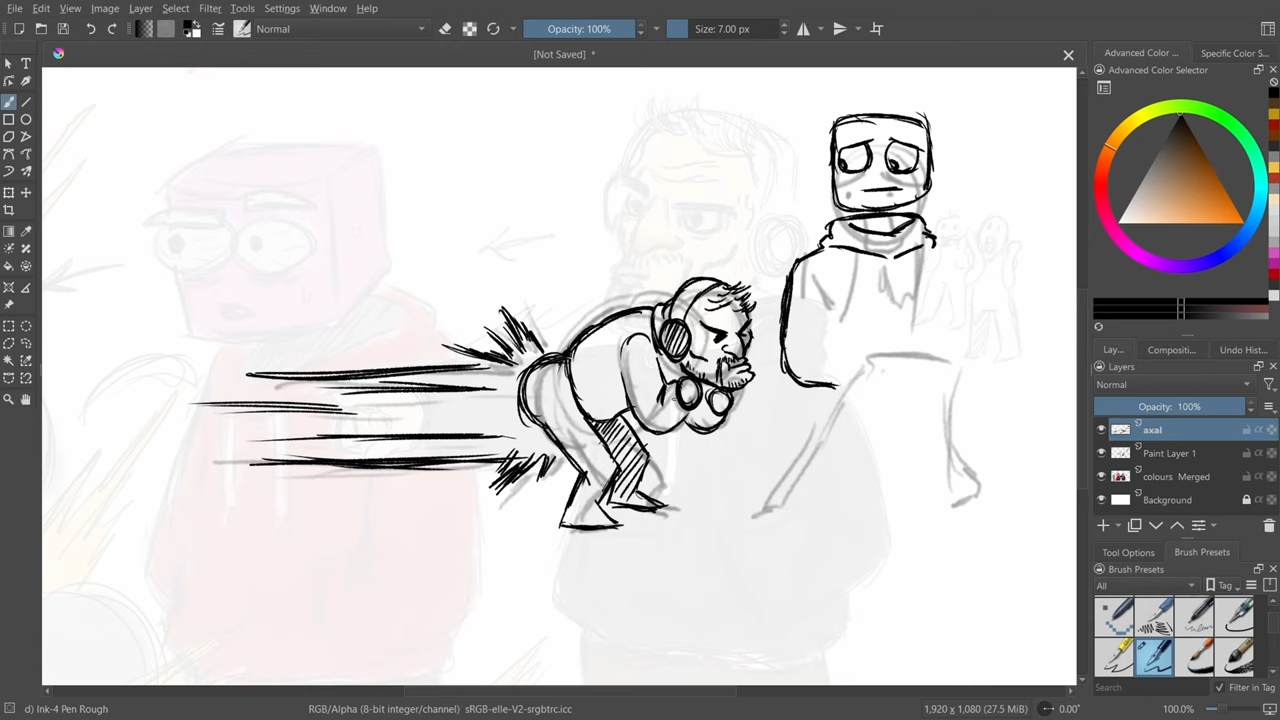 File Edit View Image Layer Select Filter Tools Settings Window Help
Normal Opacity: 100% Size: 7.00 px
[Not Saved] *
Advanced Color ... Specific Color S...
Advanced Color Selector
Lay... Compositi... Undo Hist...
Layers
Normal
Opacity: 100%
axal
Paint Layer 1
colours Merged
Background
Tool Options Brush Presets
Brush Presets
All Tag
Search Filter in Tag
d) Ink-4 Pen Rough RGB/Alpha (8-bit integer/channel) sRGB-elle-V2-srgbtrc.icc 1,920 x 1,080 (27.5 MiB) 0.00° 100.0%